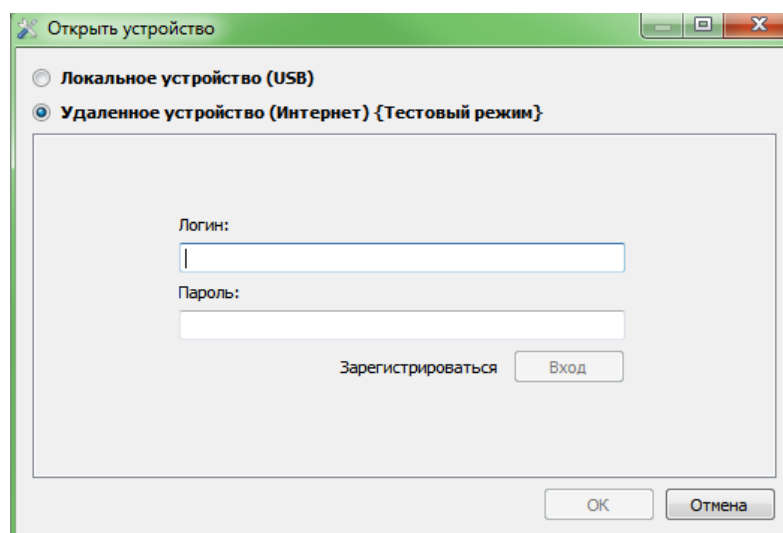 Открыть устройство
Локальное устройство (USB)
Удаленное устройство (Интернет) {Тестовый режим}
Логин:
Пароль:
Зарегистрироваться Вход
OK Отмена